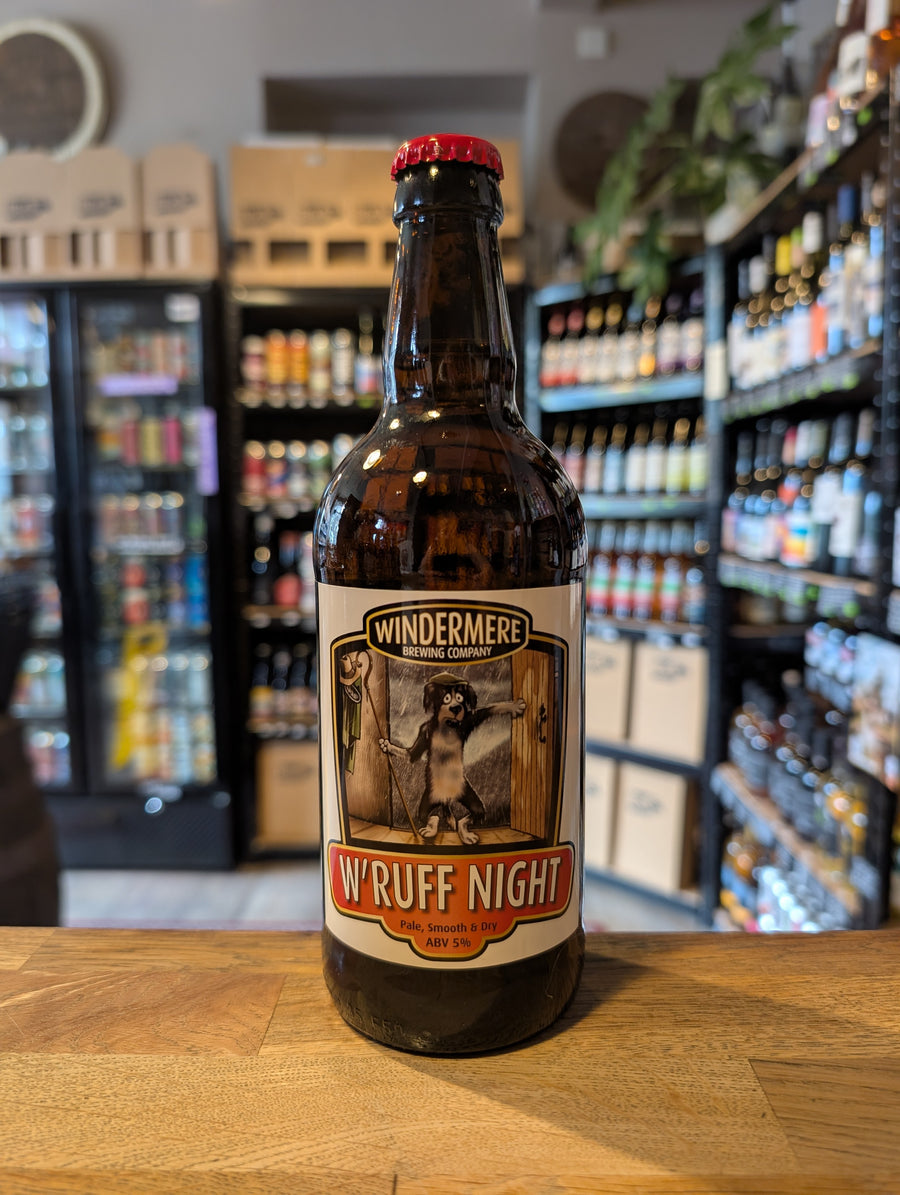 WINDERMERE
BREWING COMPANY
W'RUFF NIGHT
Pale, Smooth & Dry
ABV 5%